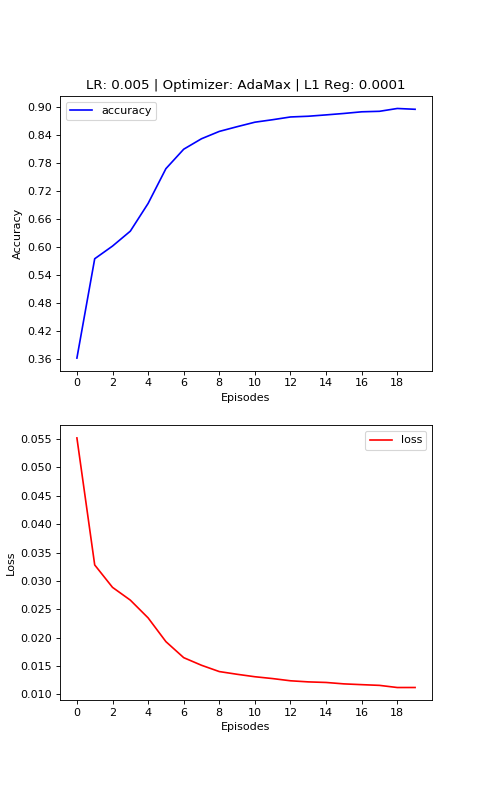 LR: 0.005 | Optimizer: AdaMax | L1 Reg: 0.0001
accuracy
0.90
0.84
0.78
0.72
0.66
0.60
0.54
0.48
0.42
0.36
Accuracy
0 2 4 6 8 10 12 14 16 18
Episodes
loss
0.055
0.050
0.045
0.040
0.035
0.030
0.025
0.020
0.015
0.010
Loss
0 2 4 6 8 10 12 14 16 18
Episodes